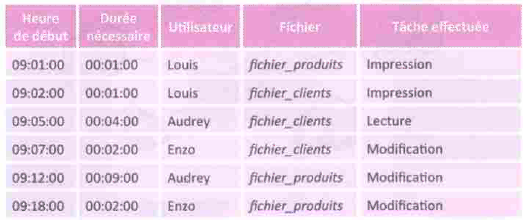 Heure de début Durée nécessaire Utilisateur Fichier Tâche effectuée
09:01:00 00:01:00 Louis fichier_produits Impression
09:02:00 00:01:00 Louis fichier_clients Impression
09:05:00 00:04:00 Audrey fichier_clients Lecture
09:07:00 00:02:00 Enzo fichier_clients Modification
09:12:00 00:09:00 Audrey fichier_produits Modification
09:18:00 00:02:00 Enzo fichier_produits Modification